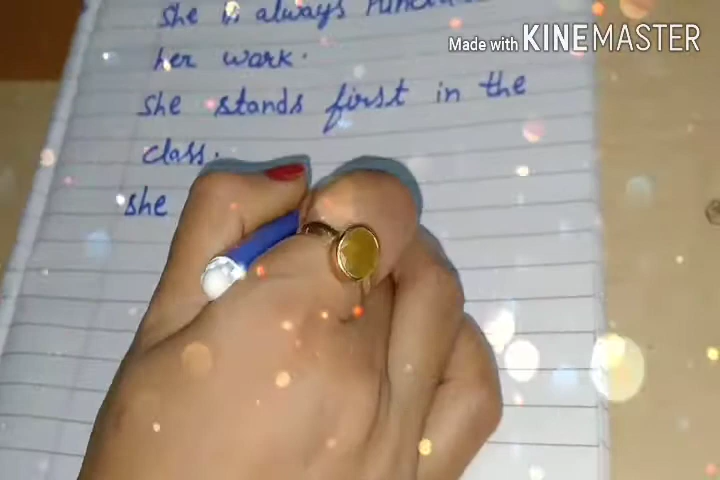 she is always
her work.
she stands first in the
class.
she
Made with KINEMASTER